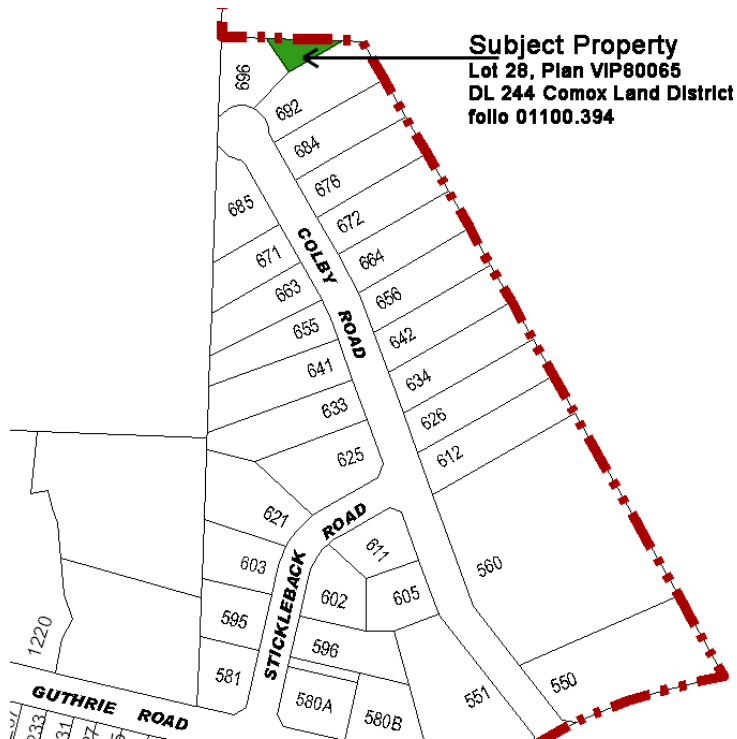 Subject Property
Lot 28, Plan VIP80065
DL 244 Comox Land District
folio 01100.394
696
692
684
676
672
664
656
642
634
626
612
560
550
685
671
663
655
641
633
625
621
603
595
581
611
605
602
596
580A
580B
551
1220
COLBY
ROAD
STICKLEBACK
ROAD
GUTHRIE ROAD